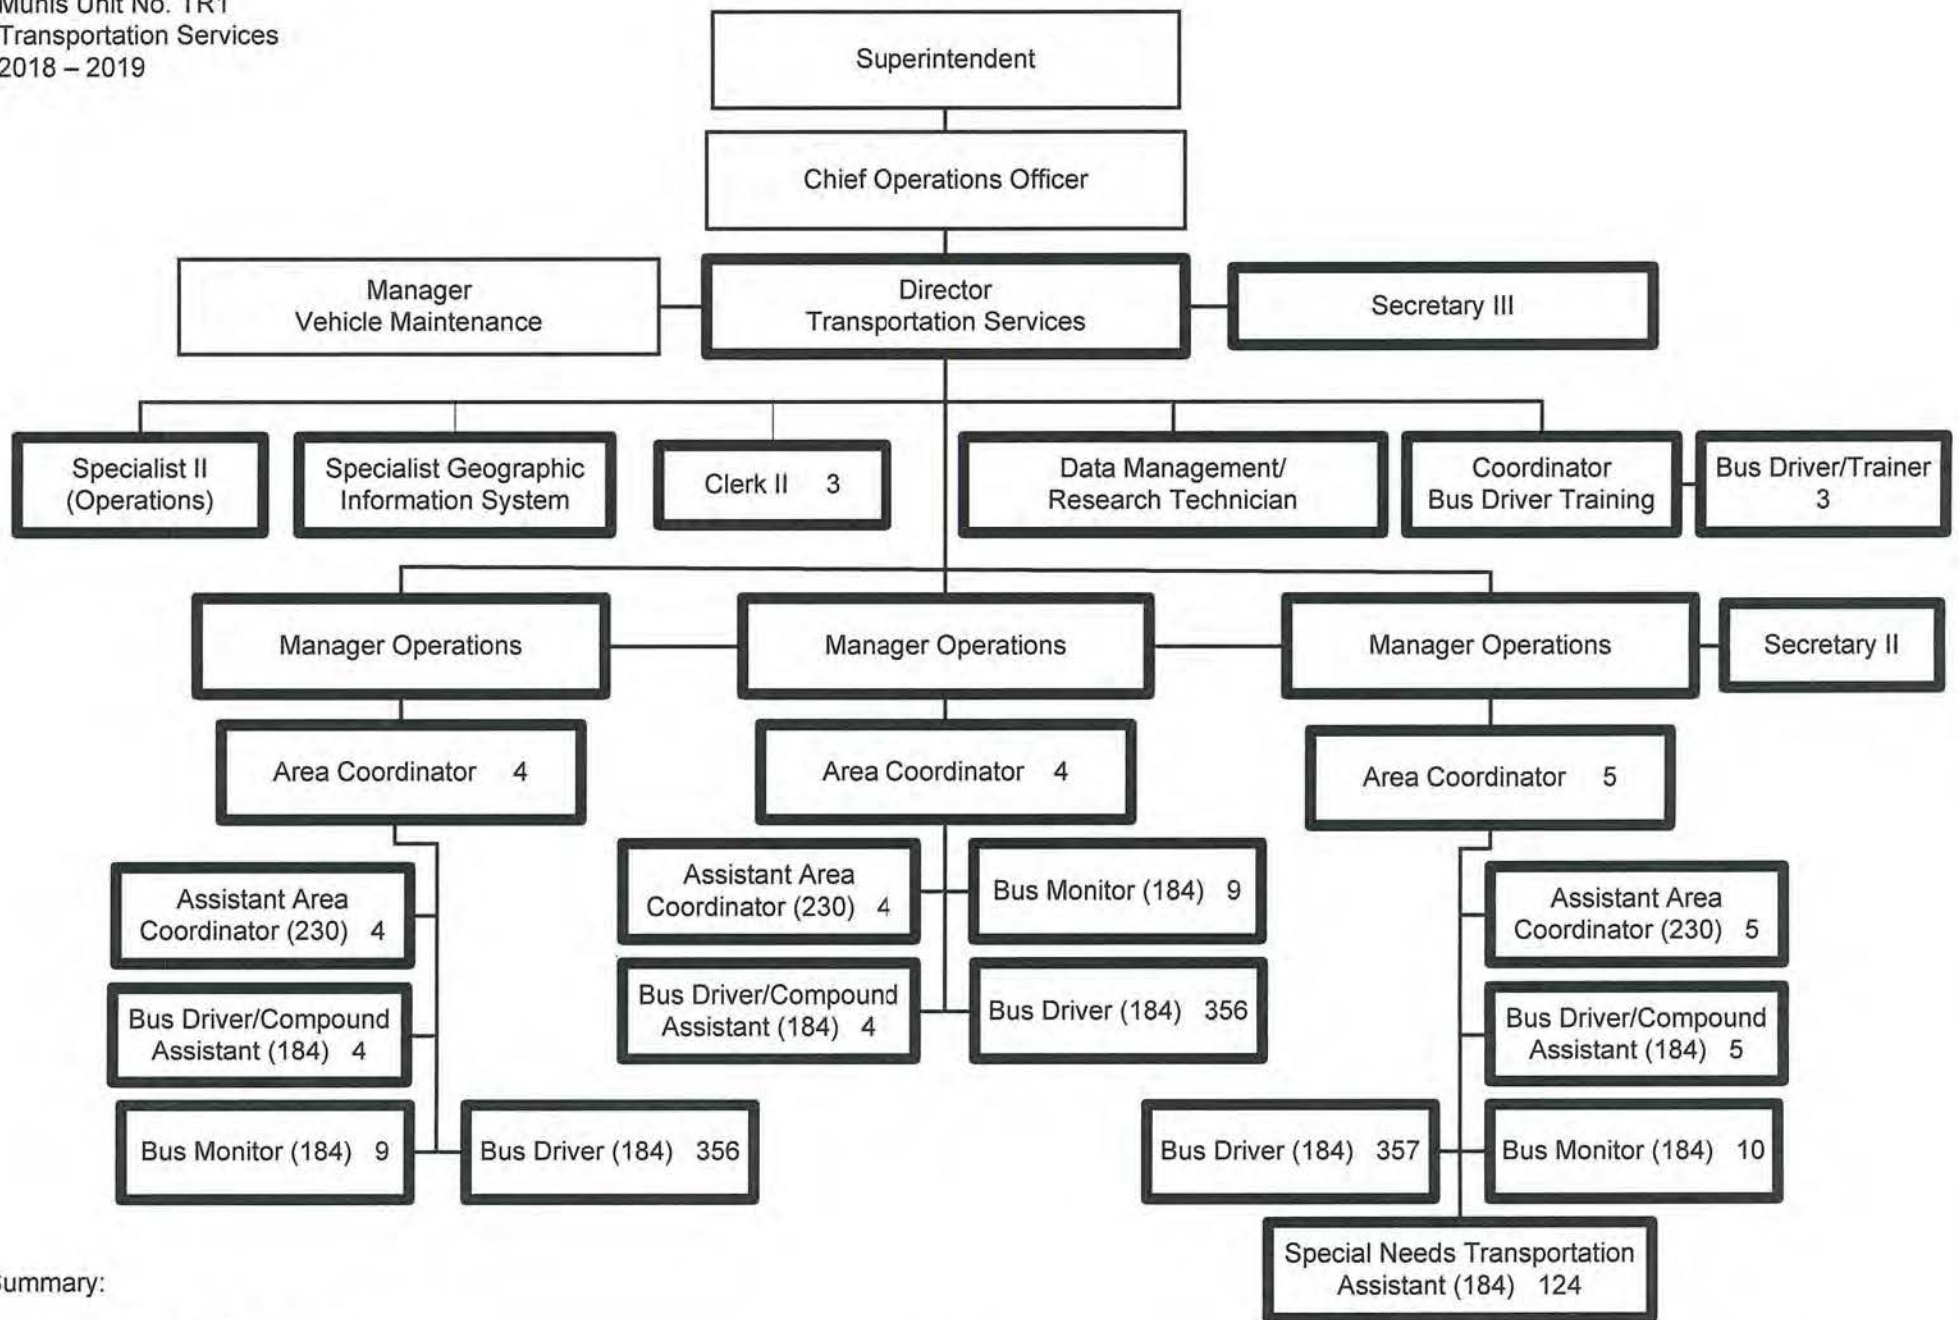 Munis Unit No. TR1
Transportation Services
2018 – 2019
Superintendent
Chief Operations Officer
Manager
Vehicle Maintenance
Director
Transportation Services
Secretary III
Specialist II
(Operations)
Specialist Geographic
Information System
Clerk II 3
Data Management/
Research Technician
Coordinator
Bus Driver Training
Bus Driver/Trainer
3
Manager Operations
Manager Operations
Manager Operations
Secretary II
Area Coordinator 4
Area Coordinator 4
Area Coordinator 5
Assistant Area
Coordinator (230) 4
Bus Driver/Compound
Assistant (184) 4
Bus Monitor (184) 9
Bus Driver (184) 356
Assistant Area
Coordinator (230) 4
Bus Monitor (184) 9
Bus Driver/Compound
Assistant (184) 4
Bus Driver (184) 356
Assistant Area
Coordinator (230) 5
Bus Driver/Compound
Assistant (184) 5
Bus Driver (184) 357
Bus Monitor (184) 10
Special Needs Transportation
Assistant (184) 124
Summary: